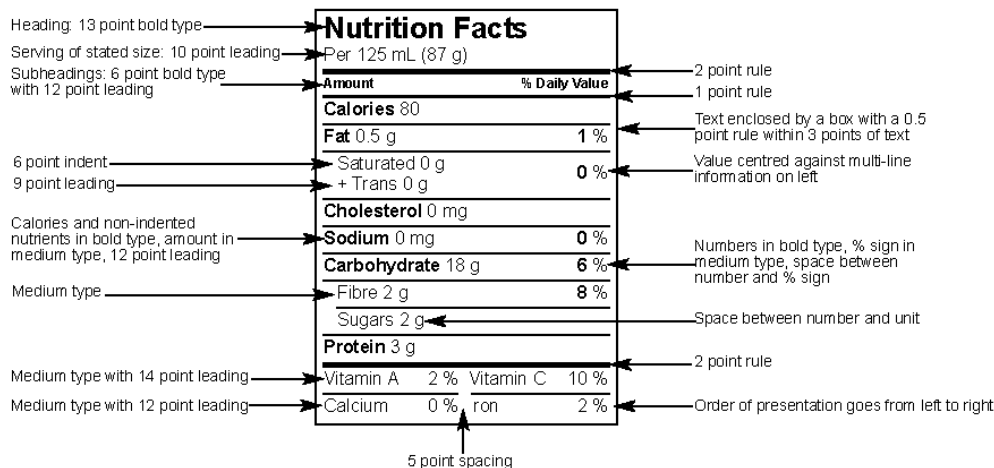 Heading: 13 point bold type
Serving of stated size: 10 point leading
Subheadings: 6 point bold type
with 12 point leading
6 point indent
9 point leading
Calories and non-indented
nutrients in bold type, amount in
medium type, 12 point leading
Medium type
Medium type with 14 point leading
Medium type with 12 point leading
Nutrition Facts
Per 125 mL (87 g)
Amount % Daily Value
Calories 80
Fat 0.5 g 1 %
Saturated 0 g
+ Trans 0 g
0 %
Cholesterol 0 mg
Sodium 0 mg 0 %
Carbohydrate 18 g 6 %
Fibre 2 g 8 %
Sugars 2 g
Protein 3 g
Vitamin A 2 % Vitamin C 10 %
Calcium 0 % ron 2 %
5 point spacing
2 point rule
1 point rule
Text enclosed by a box with a 0.5
point rule within 3 points of text
Value centred against multi-line
information on left
Numbers in bold type, % sign in
medium type, space between
number and % sign
Space between number and unit
2 point rule
Order of presentation goes from left to right